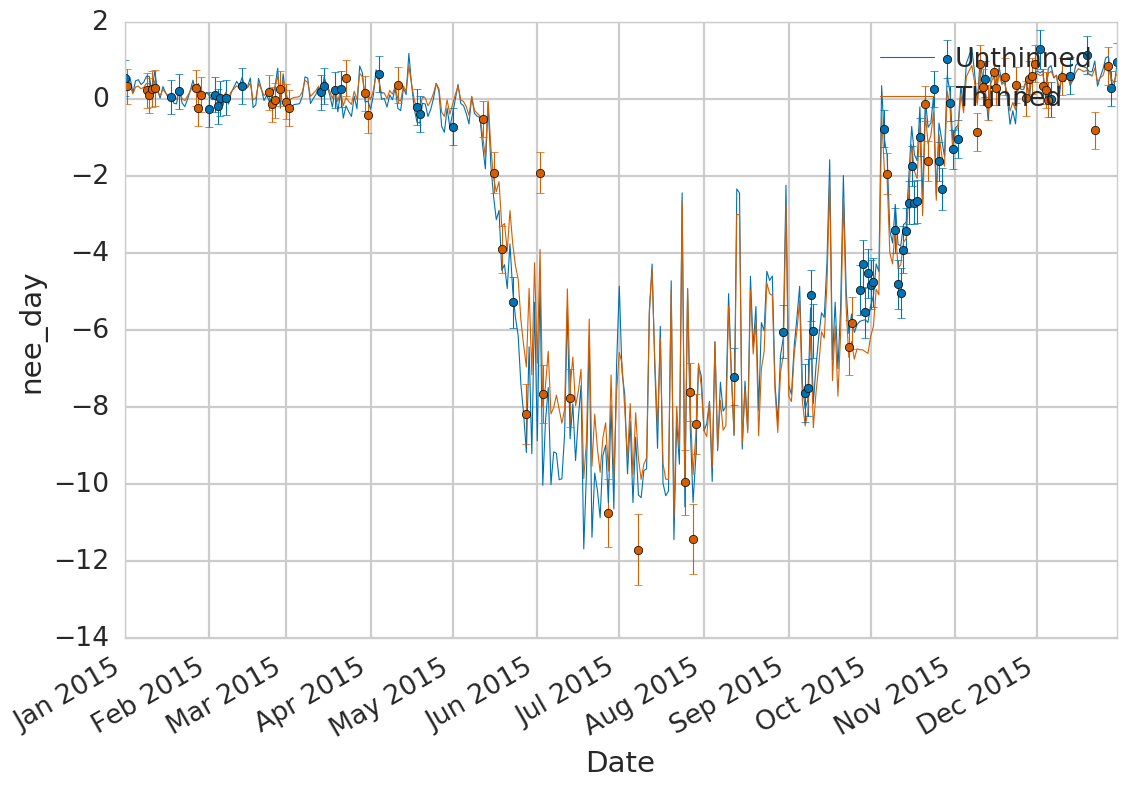 2
0
−2
−4
−6
−8
−10
−12
−14
nee_day
Unthinned
Thinned
Jan 2015
Feb 2015
Mar 2015
Apr 2015
May 2015
Jun 2015
Jul 2015
Aug 2015
Sep 2015
Oct 2015
Nov 2015
Dec 2015
Date